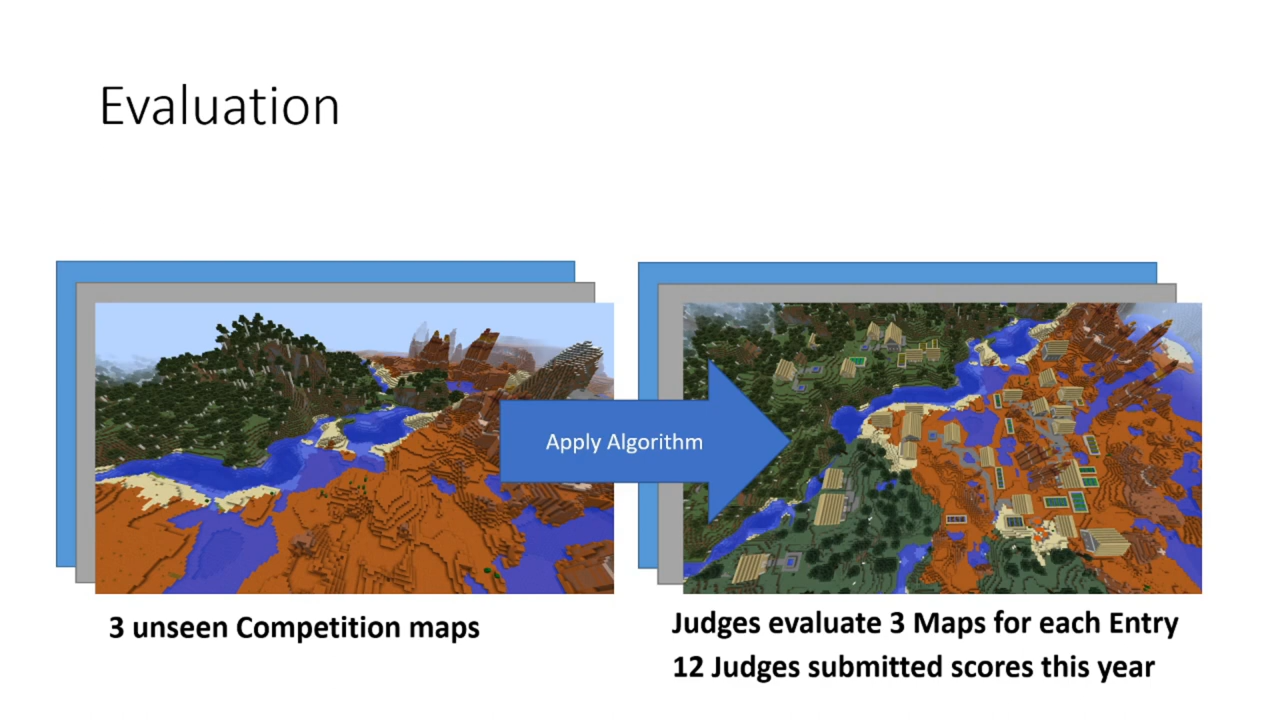 Evaluation
Apply Algorithm
3 unseen Competition maps
Judges evaluate 3 Maps for each Entry
12 Judges submitted scores this year